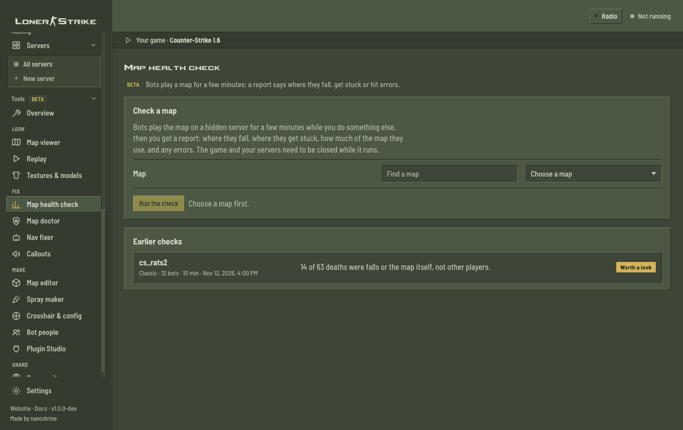 LONER STRIKE
Servers
All servers
New server
Tools BETA
Overview
LOOK
Map viewer
Replay
Textures & models
FIX
Map health check
Map doctor
Nav fixer
Callouts
MAKE
Map editor
Spray maker
Crosshair & config
Bot people
Plugin Studio
SHARE
Settings
Website · Docs · v1.0.0-dev
Made by nanoshrine
Radio
Not running
Your game · Counter-Strike 1.6
MAP HEALTH CHECK
BETA Bots play a map for a few minutes; a report says where they fall, get stuck or hit errors.
Check a map
Bots play the map on a hidden server for a few minutes while you do something else,
then you get a report: where they fall, where they get stuck, how much of the map they
use, and any errors. The game and your servers need to be closed while it runs.
Map
Find a map
Choose a map
Run the check
Choose a map first.
Earlier checks
cs_rats2
Classic · 12 bots · 10 min · Nov 12, 2026, 4:00 PM
14 of 63 deaths were falls or the map itself, not other players.
Worth a look